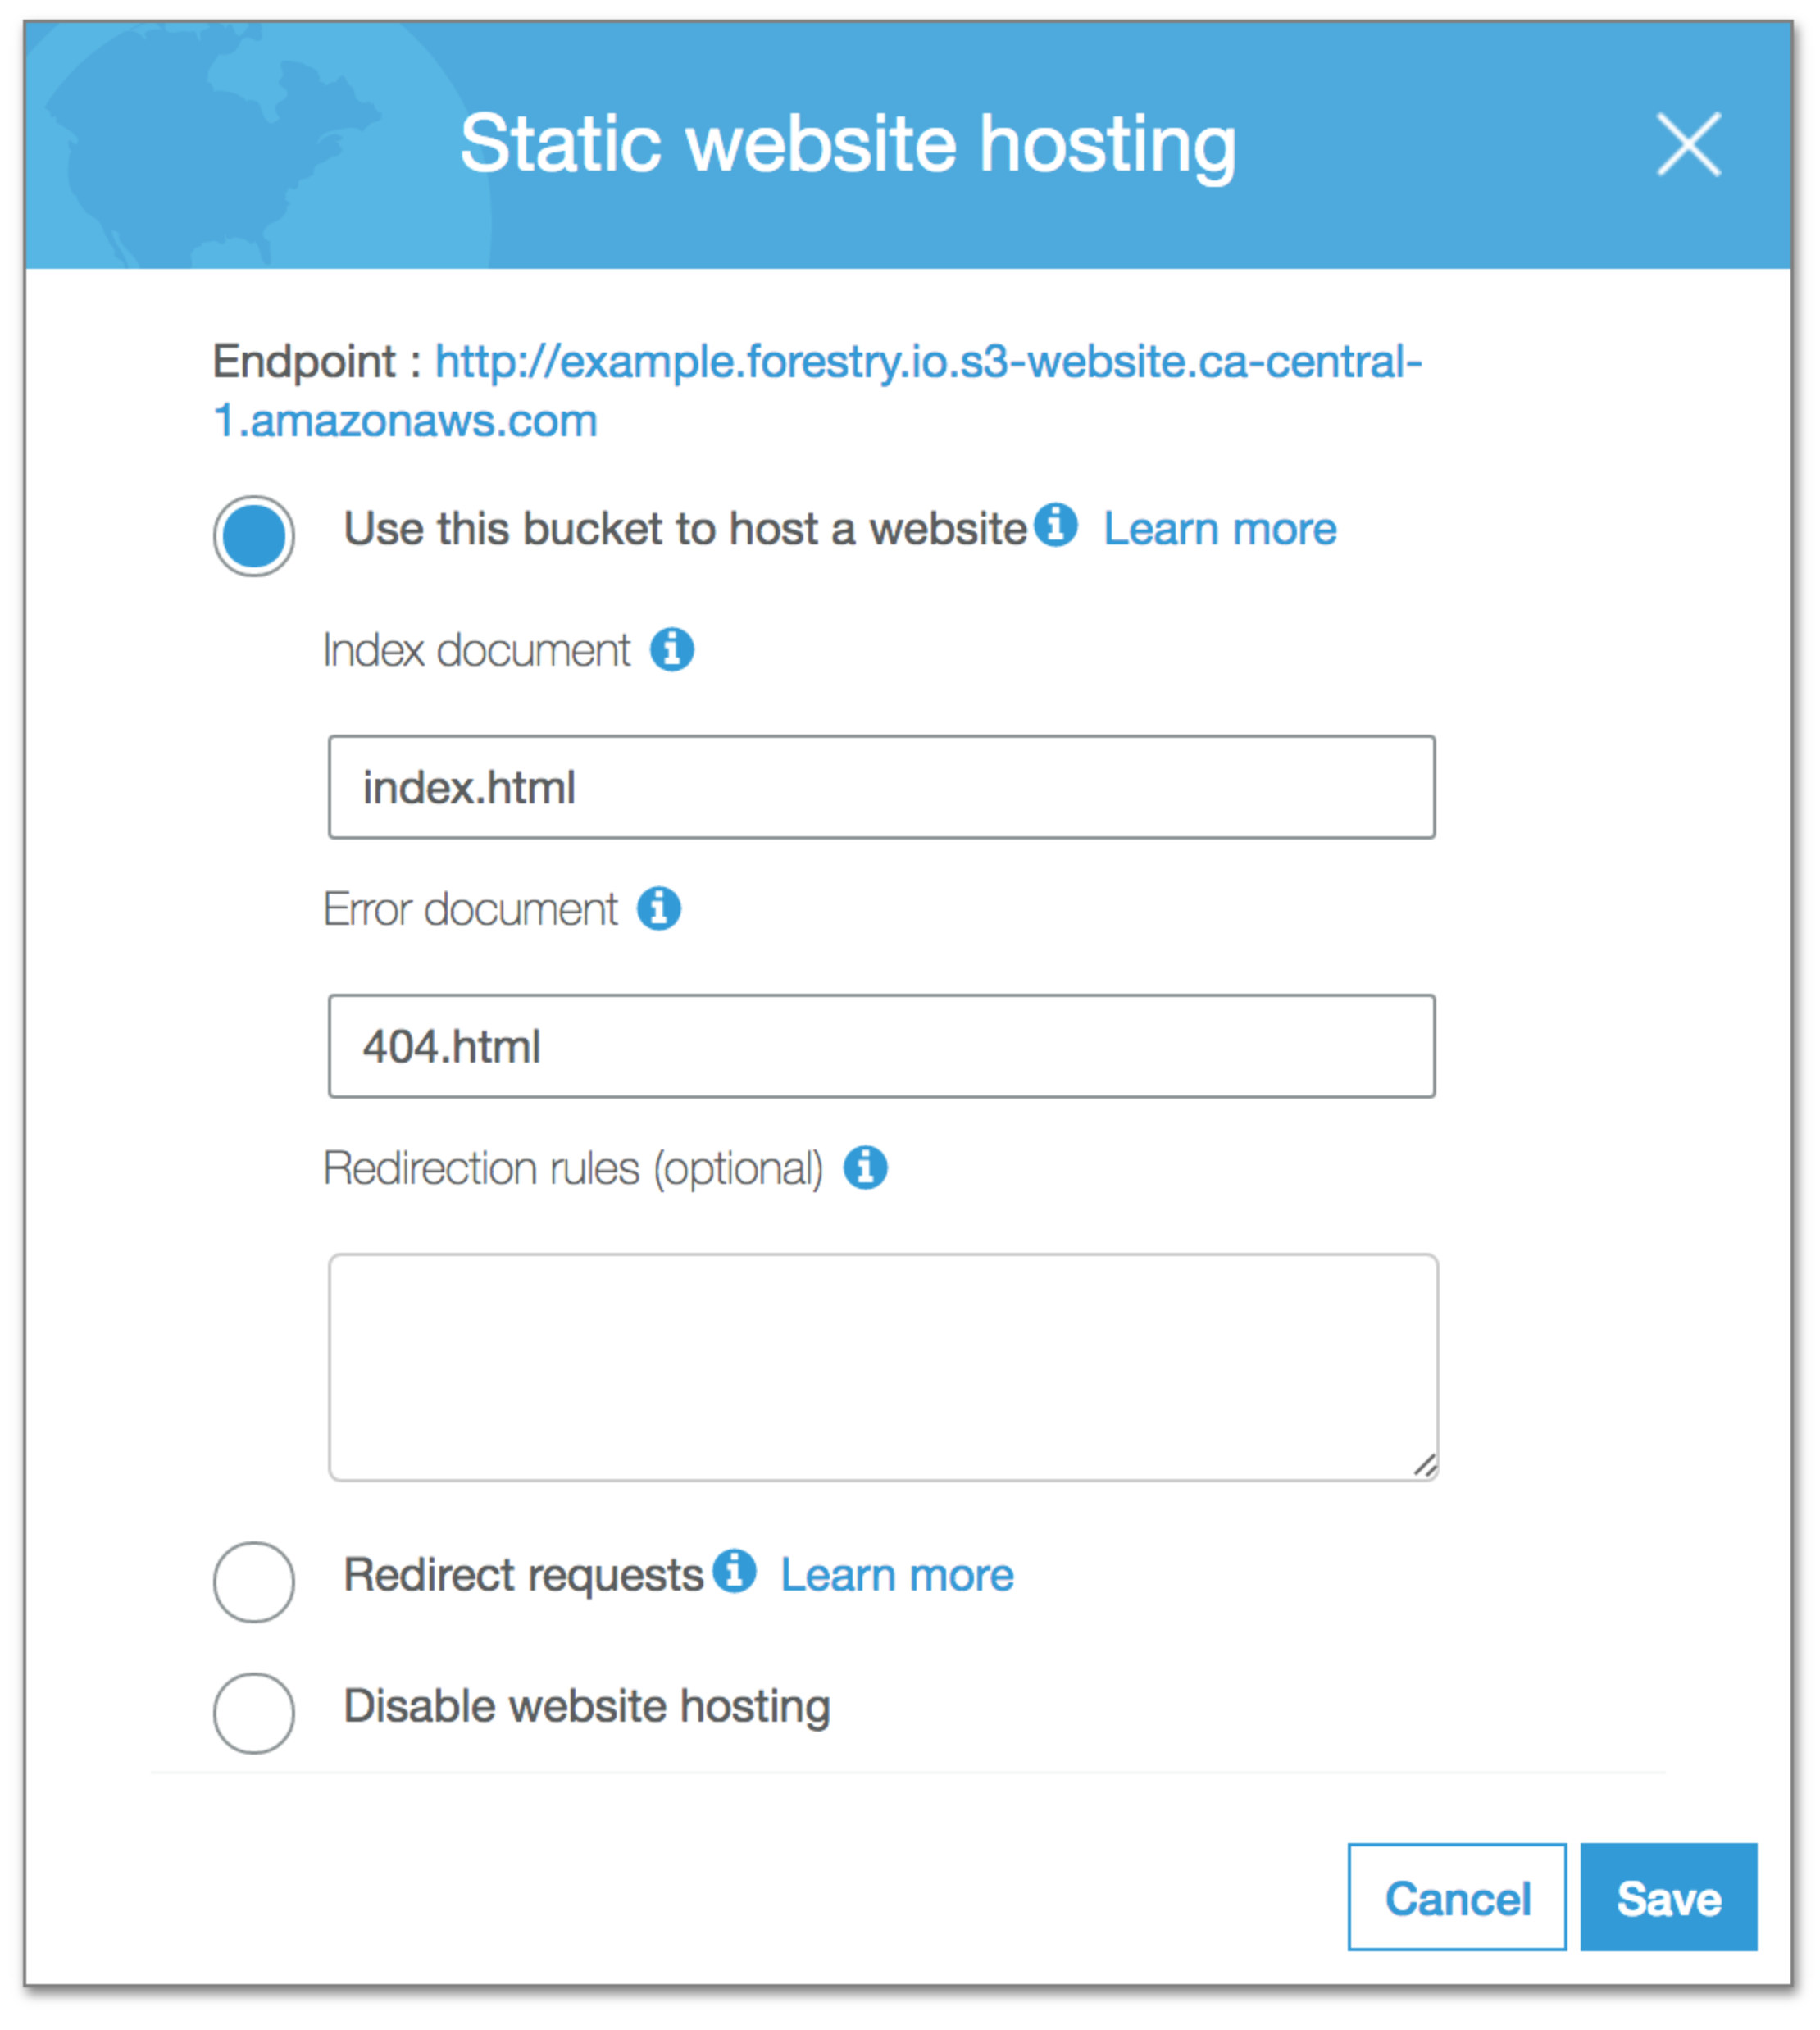 Static website hosting
Endpoint : http://example.forestry.io.s3-website.ca-central-
1.amazonaws.com
Use this bucket to host a website Learn more
Index document
index.html
Error document
404.html
Redirection rules (optional)
Redirect requests Learn more
Disable website hosting
Cancel Save